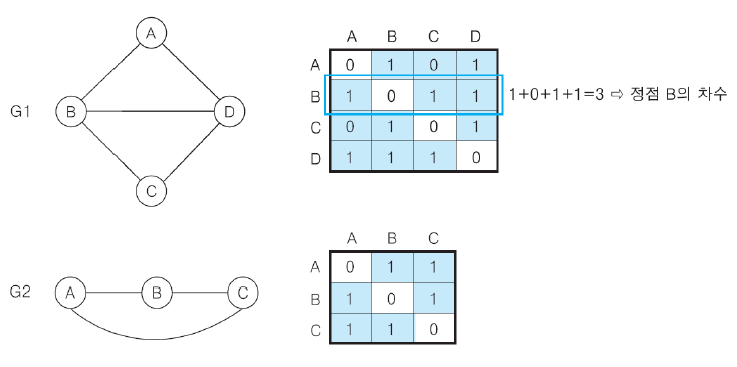 A
A B C D
A 0 1 0 1
G1 B D
B 1 0 1 1 1+0+1+1=3 ⇨ 정점 B의 차수
C 0 1 0 1
D 1 1 1 0
C
A B C
A 0 1 1
G2 A B C
B 1 0 1
C 1 1 0